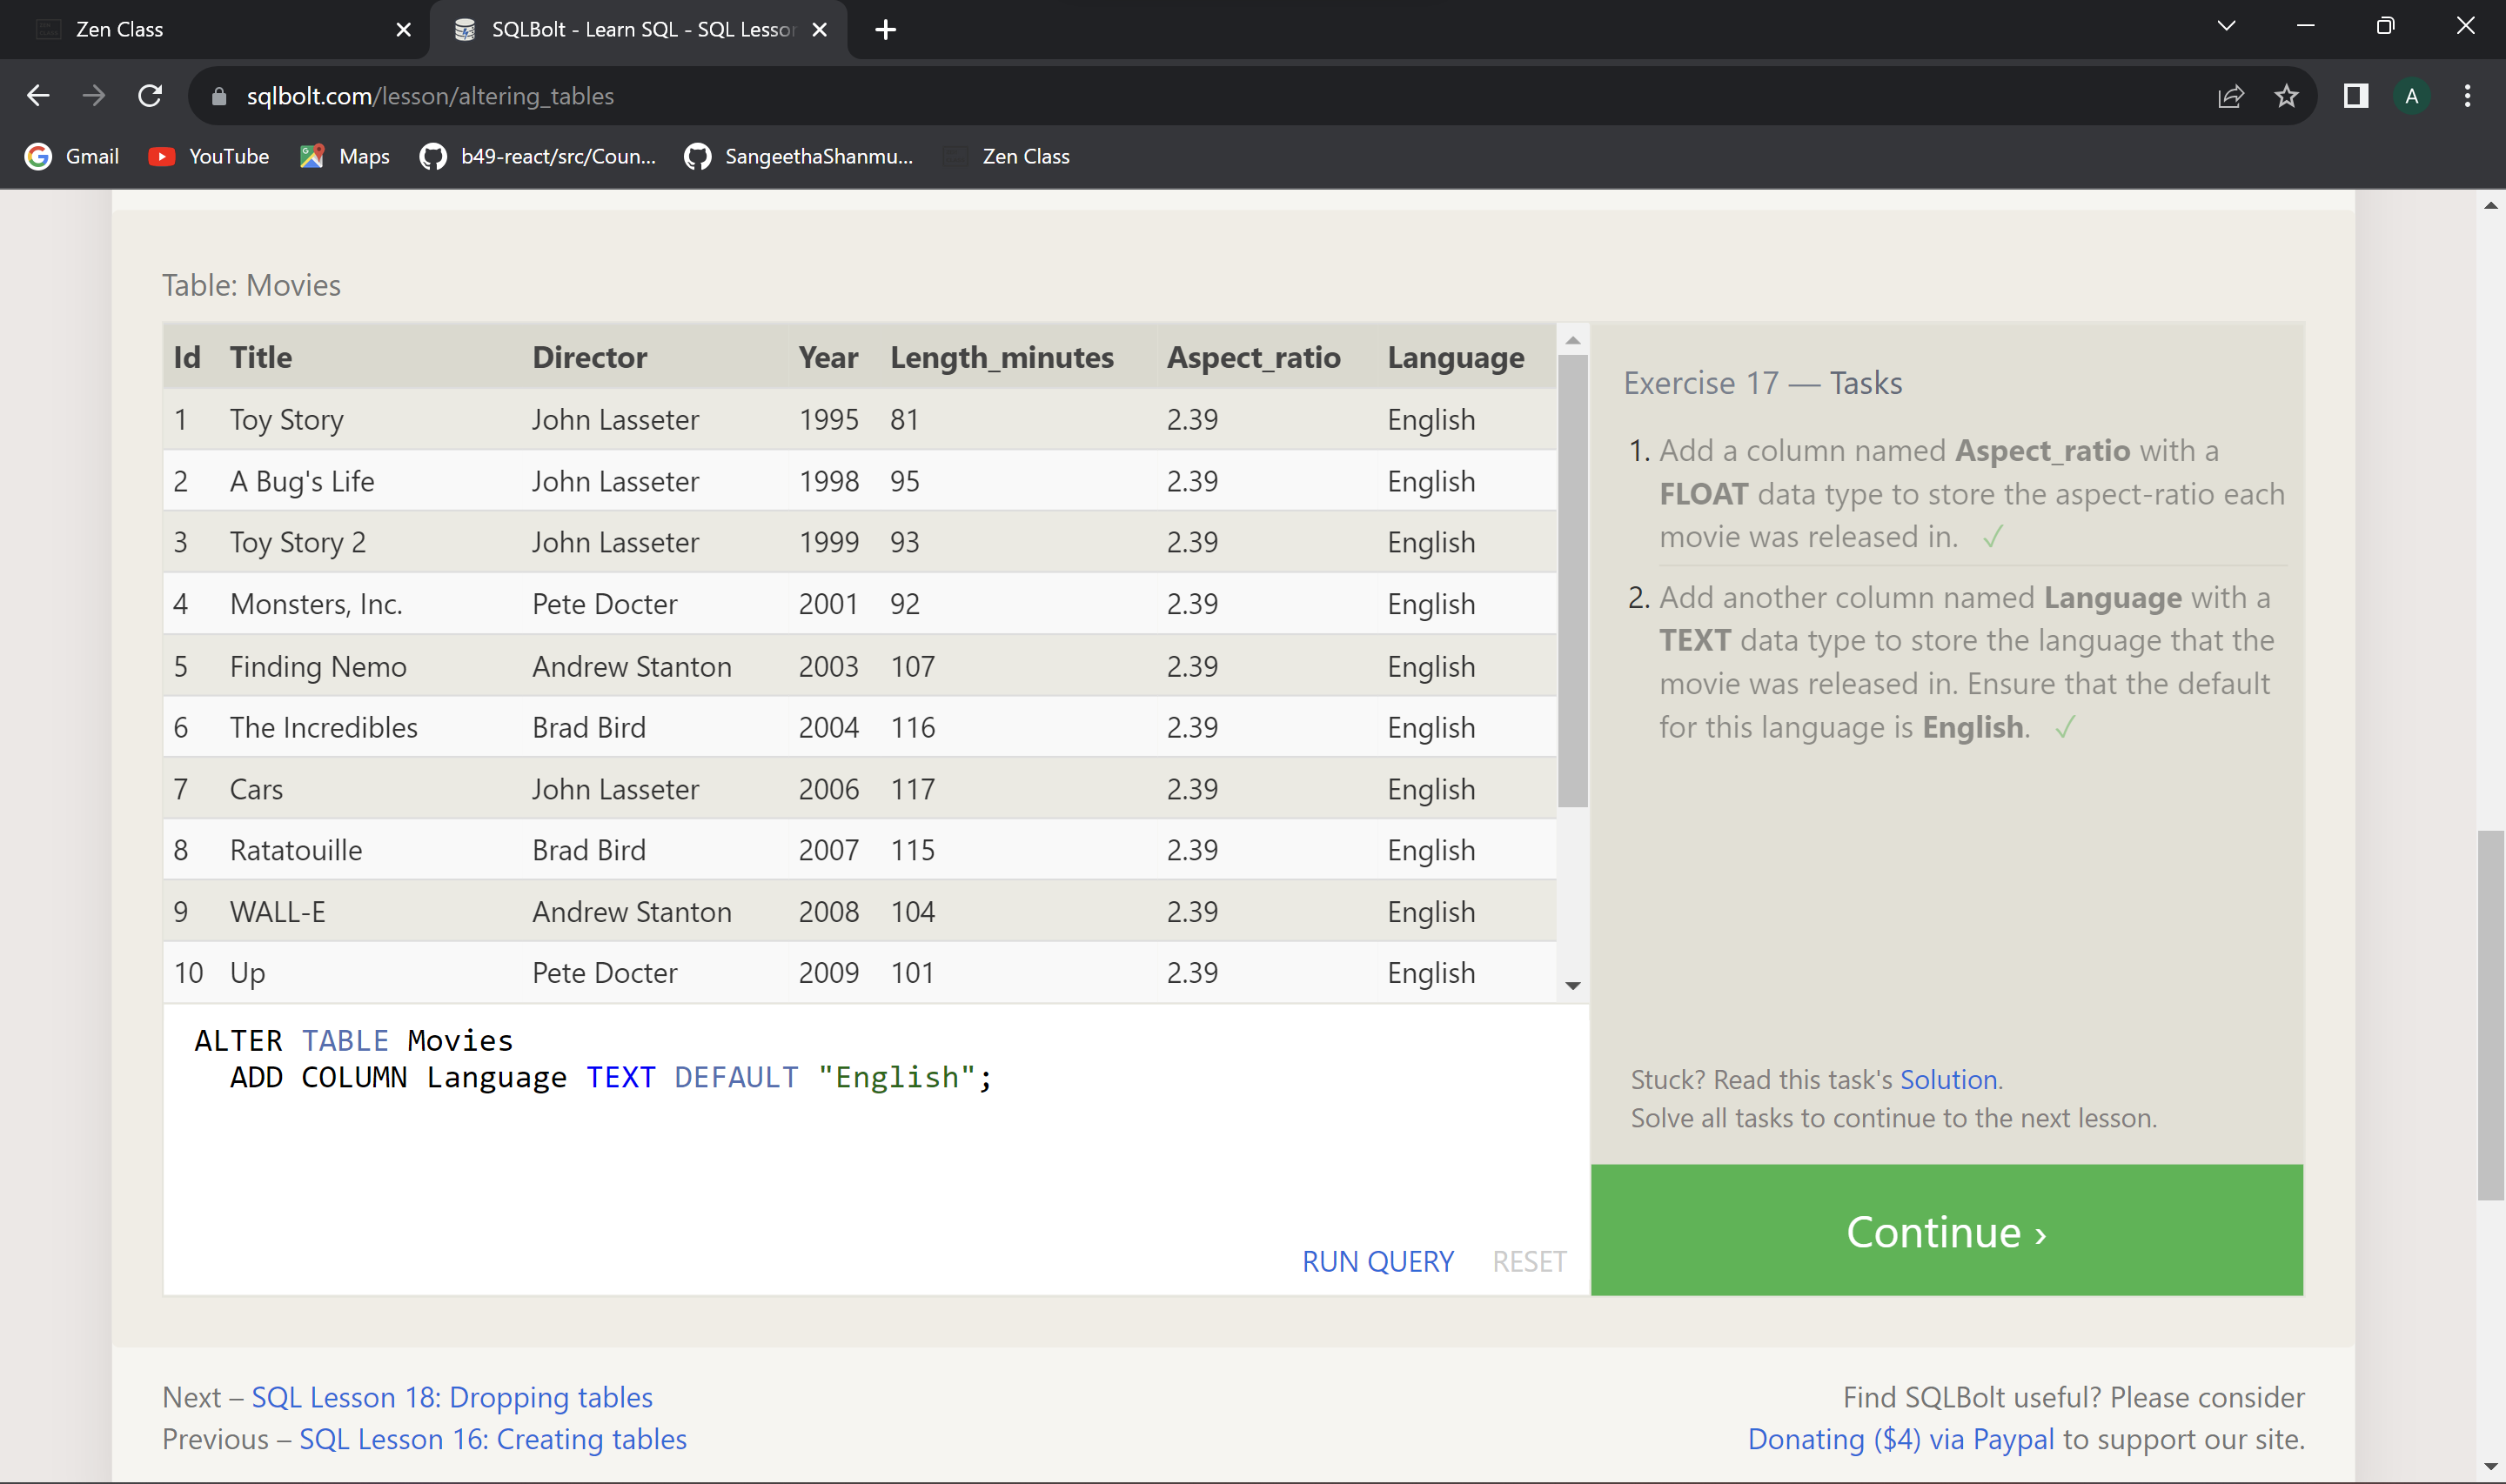 Zen Class
SQLBolt - Learn SQL - SQL Lesson
sqlbolt.com/lesson/altering_tables
A
Gmail
YouTube
Maps
b49-react/src/Coun...
SangeethaShanmu...
Zen Class
Table: Movies
Id Title Director Year Length_minutes Aspect_ratio Language
1 Toy Story John Lasseter 1995 81 2.39 English
2 A Bug's Life John Lasseter 1998 95 2.39 English
3 Toy Story 2 John Lasseter 1999 93 2.39 English
4 Monsters, Inc. Pete Docter 2001 92 2.39 English
5 Finding Nemo Andrew Stanton 2003 107 2.39 English
6 The Incredibles Brad Bird 2004 116 2.39 English
7 Cars John Lasseter 2006 117 2.39 English
8 Ratatouille Brad Bird 2007 115 2.39 English
9 WALL-E Andrew Stanton 2008 104 2.39 English
10 Up Pete Docter 2009 101 2.39 English
ALTER TABLE Movies
ADD COLUMN Language TEXT DEFAULT "English";
RUN QUERY RESET
Exercise 17 — Tasks
1. Add a column named Aspect_ratio with a
FLOAT data type to store the aspect-ratio each
movie was released in. ✓
2. Add another column named Language with a
TEXT data type to store the language that the
movie was released in. Ensure that the default
for this language is English. ✓
Stuck? Read this task's Solution.
Solve all tasks to continue to the next lesson.
Continue ›
Next – SQL Lesson 18: Dropping tables
Previous – SQL Lesson 16: Creating tables
Find SQLBolt useful? Please consider
Donating ($4) via Paypal to support our site.